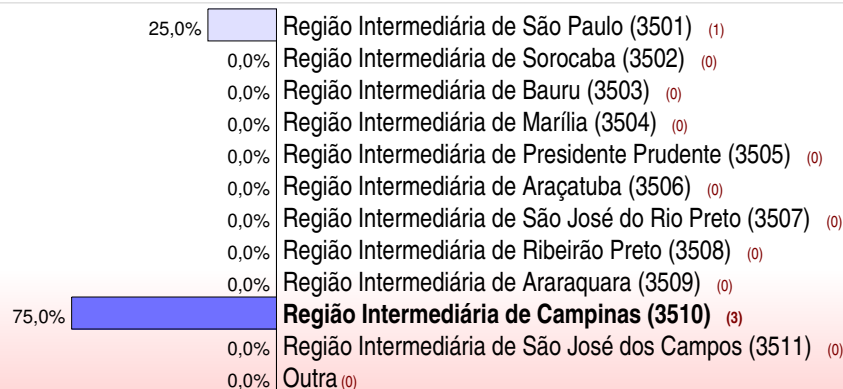 25,0% Região Intermediária de São Paulo (3501) (1)
0,0% Região Intermediária de Sorocaba (3502) (0)
0,0% Região Intermediária de Bauru (3503) (0)
0,0% Região Intermediária de Marília (3504) (0)
0,0% Região Intermediária de Presidente Prudente (3505) (0)
0,0% Região Intermediária de Araçatuba (3506) (0)
0,0% Região Intermediária de São José do Rio Preto (3507) (0)
0,0% Região Intermediária de Ribeirão Preto (3508) (0)
0,0% Região Intermediária de Araraquara (3509) (0)
75,0% Região Intermediária de Campinas (3510) (3)
0,0% Região Intermediária de São José dos Campos (3511) (0)
0,0% Outra (0)